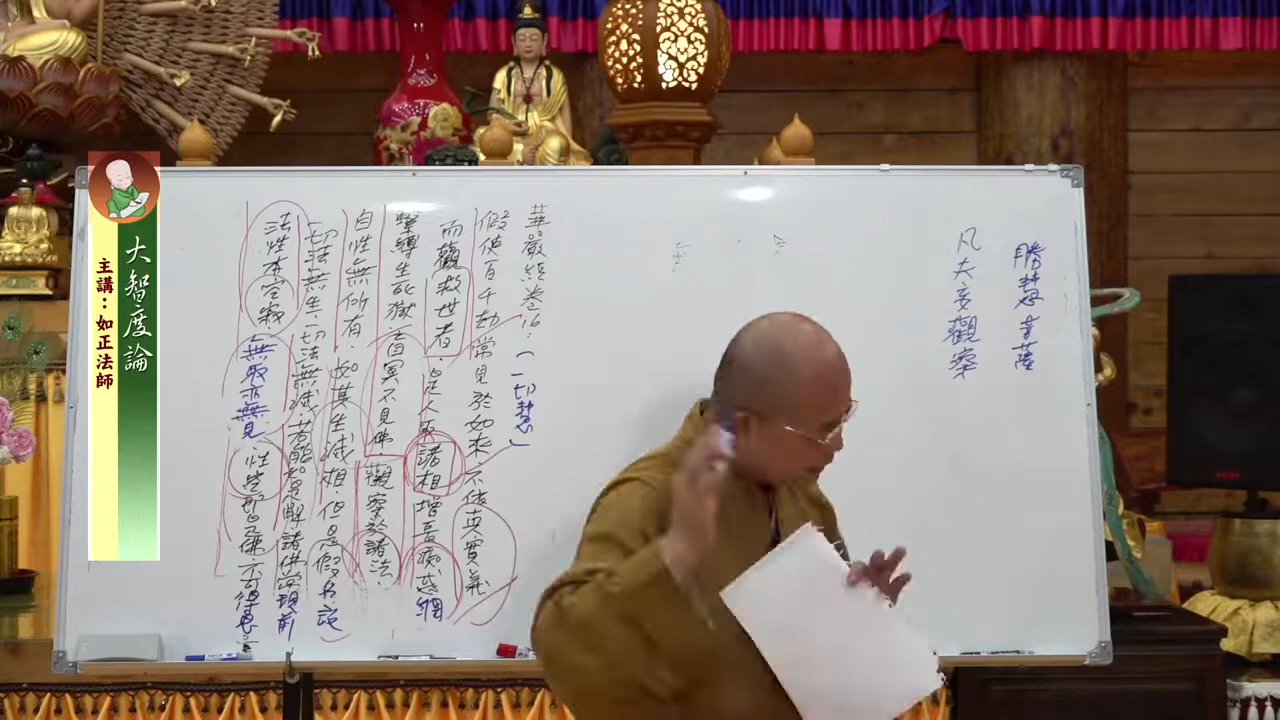 大智度論
主講：如正法師
勝慧菩薩
凡夫妄觀察
華嚴經卷16：(一切慧)
假使百千劫常見於如來．不依真實義
而觀救世者．是人取諸相增長癡惑網
繫縛生死獄．盲冥不見佛．觀察於諸法．
自性無所有．如其生滅相．但是假名說
一切法無生．一切法無滅．若能如是解諸佛常現前
法性本空寂．無取亦無見．性空即是佛．不可得思量